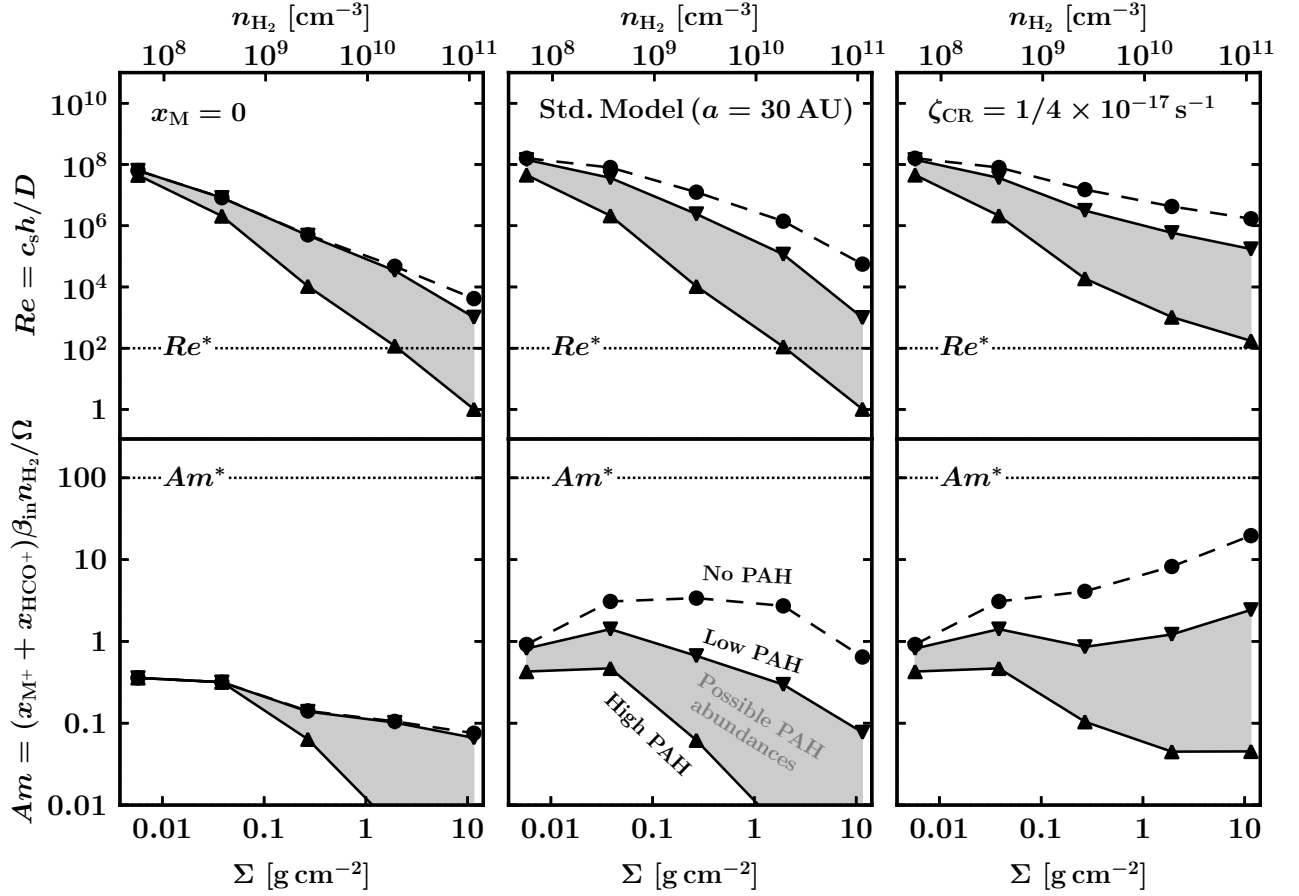 n_H₂ [cm⁻³] n_H₂ [cm⁻³] n_H₂ [cm⁻³]
10⁸ 10⁹ 10¹⁰ 10¹¹ 10⁸ 10⁹ 10¹⁰ 10¹¹ 10⁸ 10⁹ 10¹⁰ 10¹¹
Re = c_s h/D
10¹⁰
10⁸
10⁶
10⁴
10²
1
x_M = 0
Re*
Std. Model (a = 30 AU)
Re*
ζ_CR = 1/4 × 10⁻¹⁷ s⁻¹
Re*
Am = (x_M⁺ + x_HCO⁺)β_in n_H₂/Ω
100
10
1
0.1
0.01
Am*
Am*
No PAH
Low PAH
High PAH
Possible PAH
abundances
Am*
0.01 0.1 1 10 0.01 0.1 1 10 0.01 0.1 1 10
Σ [g cm⁻²] Σ [g cm⁻²] Σ [g cm⁻²]